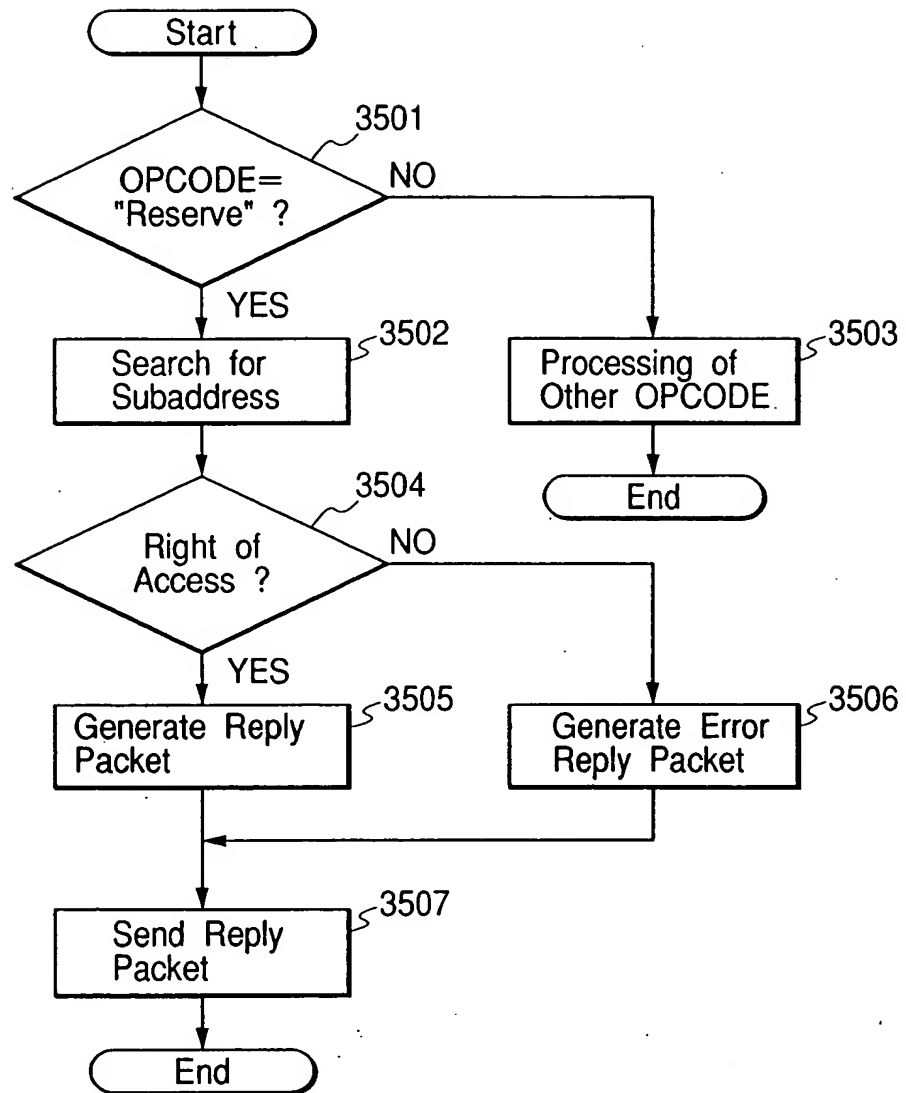 Start
3501
OPCODE=
"Reserve" ?
NO
YES
3502
Search for
Subaddress
3503
Processing of
Other OPCODE
End
3504
Right of
Access ?
NO
YES
3505
Generate Reply
Packet
3506
Generate Error
Reply Packet
3507
Send Reply
Packet
End